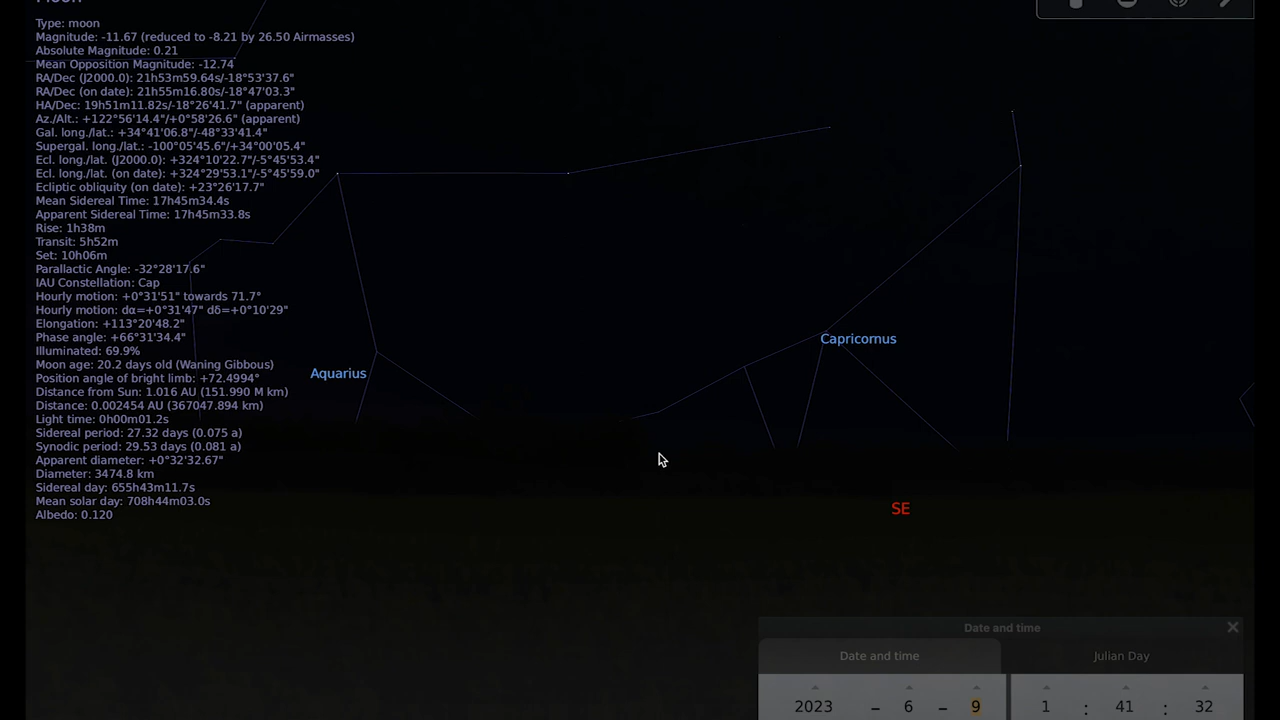 Moon
Type: moon
Magnitude: -11.67 (reduced to -8.21 by 26.50 Airmasses)
Absolute Magnitude: 0.21
Mean Opposition Magnitude: -12.74
RA/Dec (J2000.0): 21h53m59.64s/-18°53'37.6"
RA/Dec (on date): 21h55m16.80s/-18°47'03.3"
HA/Dec: 19h51m11.82s/-18°26'41.7" (apparent)
Az./Alt.: +122°56'14.4"/+0°58'26.6" (apparent)
Gal. long./lat.: +34°41'06.8"/-48°33'41.4"
Supergal. long./lat.: -100°05'45.6"/+34°00'05.4"
Ecl. long./lat. (J2000.0): +324°10'22.7"/-5°45'53.4"
Ecl. long./lat. (on date): +324°29'53.1"/-5°45'59.0"
Ecliptic obliquity (on date): +23°26'17.7"
Mean Sidereal Time: 17h45m34.4s
Apparent Sidereal Time: 17h45m33.8s
Rise: 1h38m
Transit: 5h52m
Set: 10h06m
Parallactic Angle: -32°28'17.6"
IAU Constellation: Cap
Hourly motion: +0°31'51" towards 71.7°
Hourly motion: dα=+0°31'47" dδ=+0°10'29"
Elongation: +113°20'48.2"
Phase angle: +66°31'34.4"
Illuminated: 69.9%
Moon age: 20.2 days old (Waning Gibbous)
Position angle of bright limb: +72.4994°
Distance from Sun: 1.016 AU (151.990 M km)
Distance: 0.002454 AU (367047.894 km)
Light time: 0h00m01.2s
Sidereal period: 27.32 days (0.075 a)
Synodic period: 29.53 days (0.081 a)
Apparent diameter: +0°32'32.67"
Diameter: 3474.8 km
Sidereal day: 655h43m11.7s
Mean solar day: 708h44m03.0s
Albedo: 0.120
Capricornus
Aquarius
SE
Date and time
Date and time Julian Day
2023 – 6 – 9 1 : 41 : 32